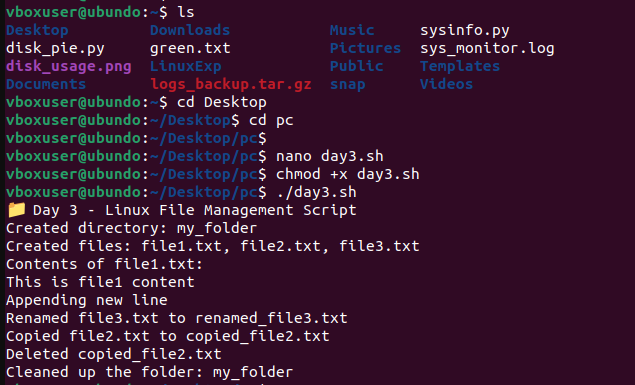 vboxuser@ubundo:~$ ls
Desktop Downloads Music sysinfo.py
disk_pie.py green.txt Pictures sys_monitor.log
disk_usage.png LinuxExp Public Templates
Documents logs_backup.tar.gz snap Videos
vboxuser@ubundo:~$ cd Desktop
vboxuser@ubundo:~/Desktop$ cd pc
vboxuser@ubundo:~/Desktop/pc$
vboxuser@ubundo:~/Desktop/pc$ nano day3.sh
vboxuser@ubundo:~/Desktop/pc$ chmod +x day3.sh
vboxuser@ubundo:~/Desktop/pc$ ./day3.sh
📁 Day 3 - Linux File Management Script
Created directory: my_folder
Created files: file1.txt, file2.txt, file3.txt
Contents of file1.txt:
This is file1 content
Appending new line
Renamed file3.txt to renamed_file3.txt
Copied file2.txt to copied_file2.txt
Deleted copied_file2.txt
Cleaned up the folder: my_folder